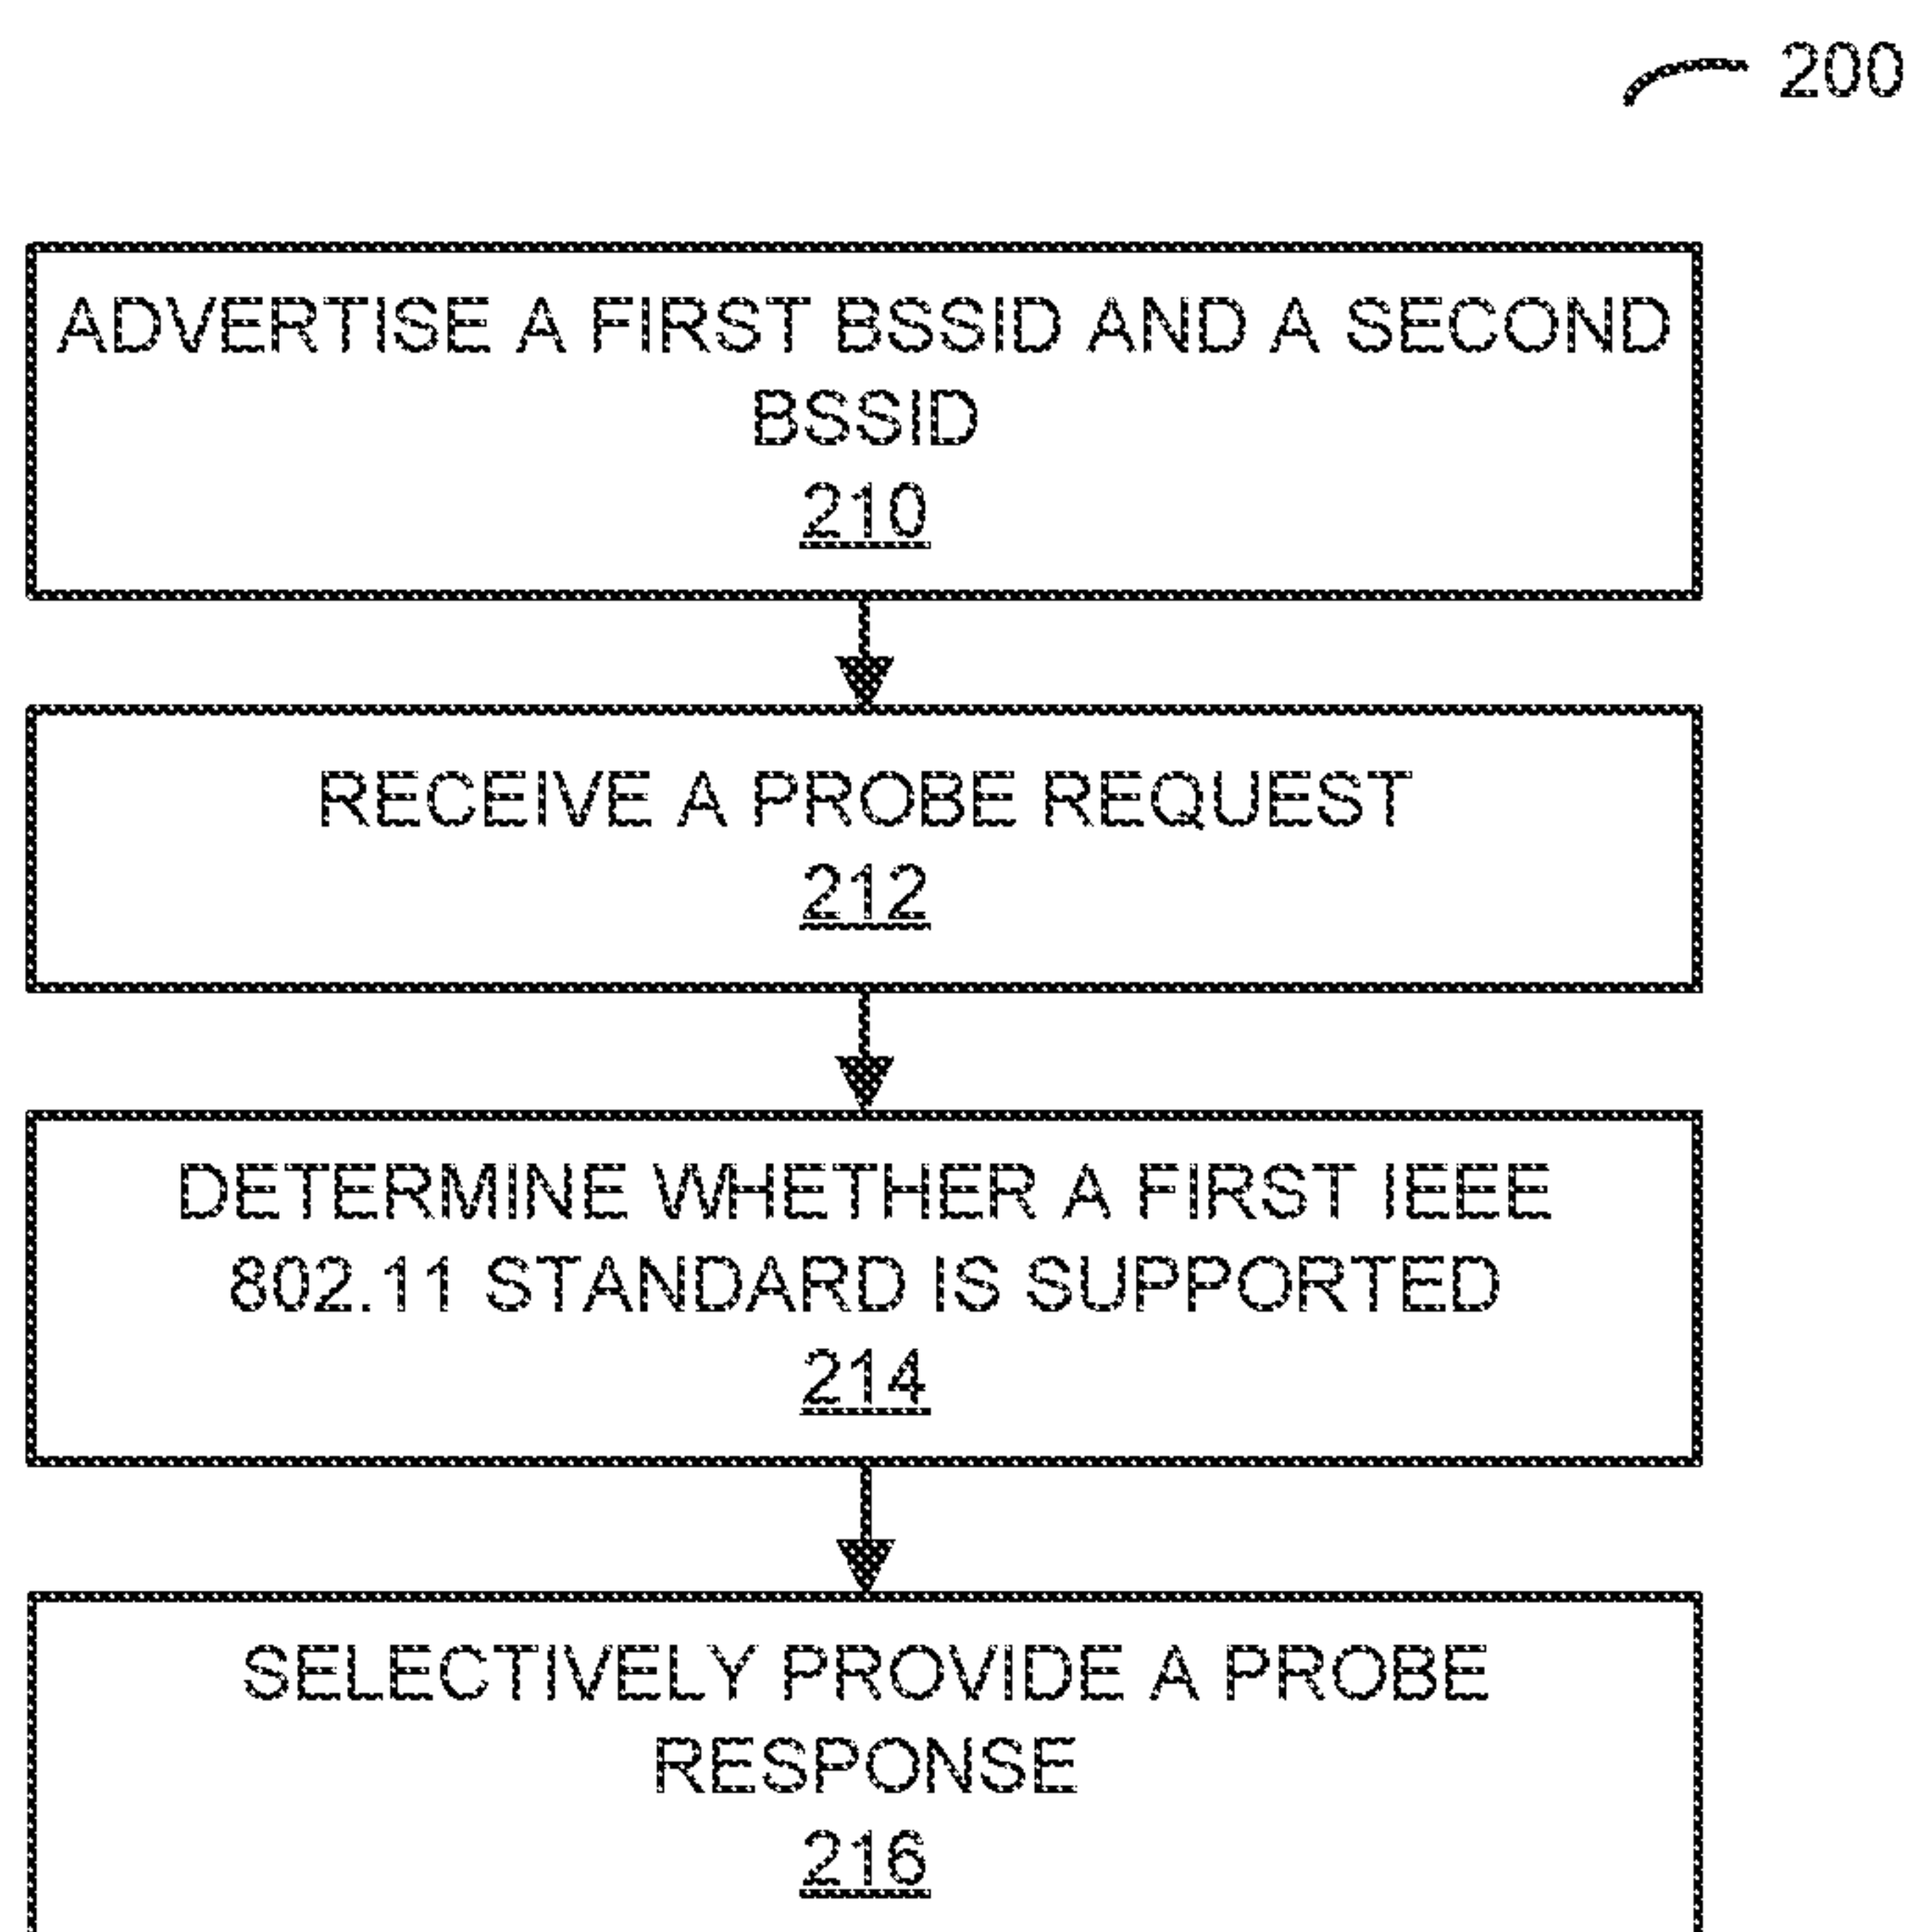 200
ADVERTISE A FIRST BSSID AND A SECOND
BSSID
210
RECEIVE A PROBE REQUEST
212
DETERMINE WHETHER A FIRST IEEE
802.11 STANDARD IS SUPPORTED
214
SELECTIVELY PROVIDE A PROBE
RESPONSE
216